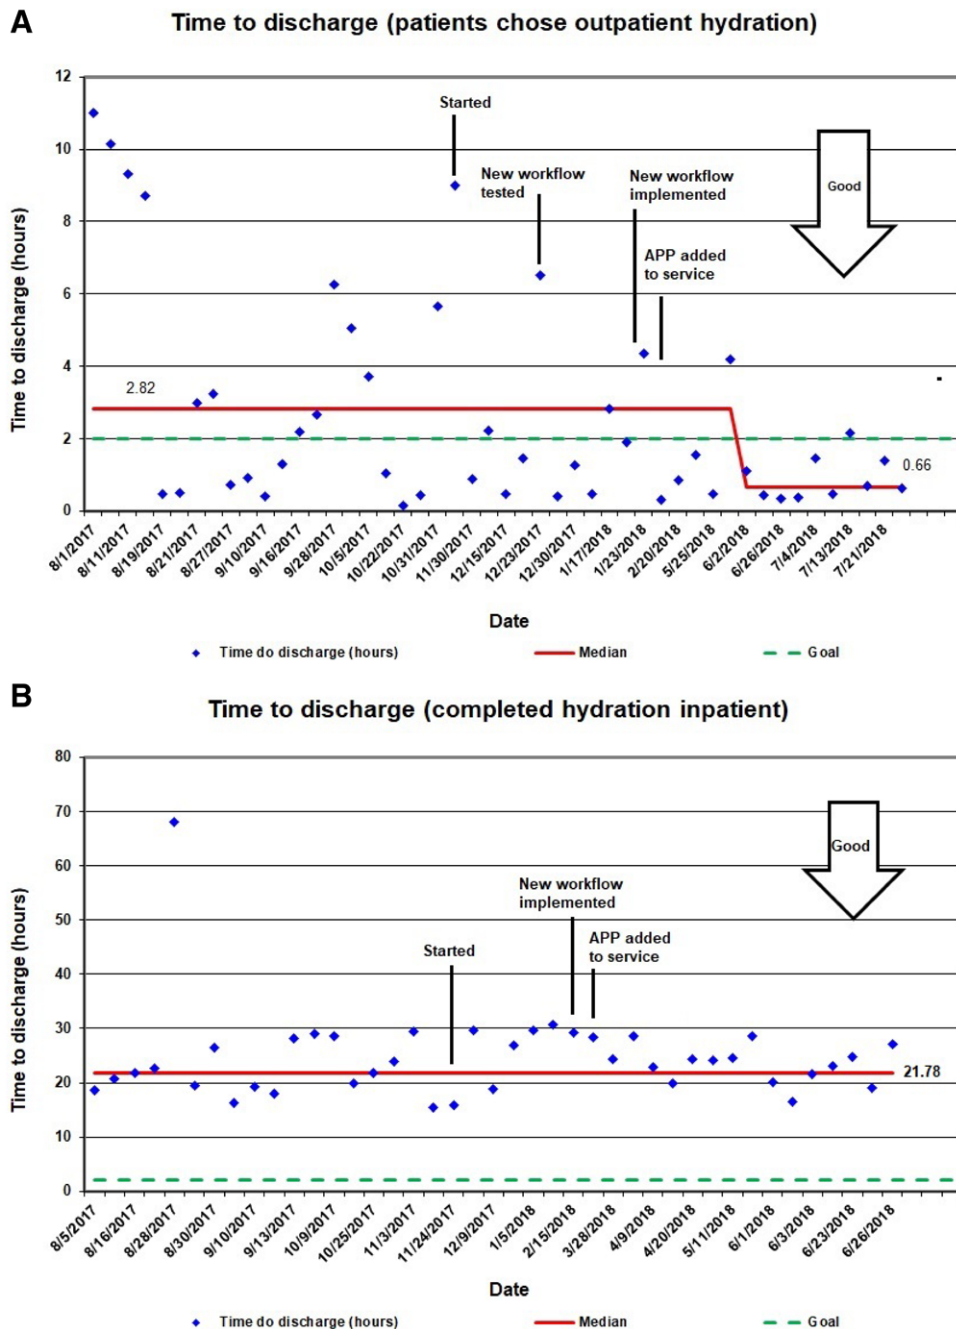 A
Time to discharge (patients chose outpatient hydration)
Time to discharge (hours)
12
10
8
6
4
2
0
Started
New workflow
tested
New workflow
implemented
APP added
to service
Good
2.82
0.66
8/1/2017
8/11/2017
8/19/2017
8/21/2017
8/27/2017
9/10/2017
9/16/2017
9/28/2017
10/5/2017
10/22/2017
10/31/2017
11/30/2017
12/15/2017
12/23/2017
12/30/2017
1/17/2018
1/23/2018
2/20/2018
5/25/2018
6/2/2018
6/26/2018
7/4/2018
7/13/2018
7/21/2018
Date
Time do discharge (hours)
Median
Goal
B
Time to discharge (completed hydration inpatient)
Time to discharge (hours)
80
70
60
50
40
30
20
10
0
Started
New workflow
implemented
APP added
to service
Good
21.78
8/5/2017
8/16/2017
8/28/2017
8/30/2017
9/10/2017
9/13/2017
10/9/2017
10/25/2017
11/3/2017
11/24/2017
12/9/2017
1/5/2018
2/15/2018
3/28/2018
4/9/2018
4/20/2018
5/11/2018
6/1/2018
6/3/2018
6/23/2018
6/26/2018
Date
Time do discharge (hours)
Median
Goal